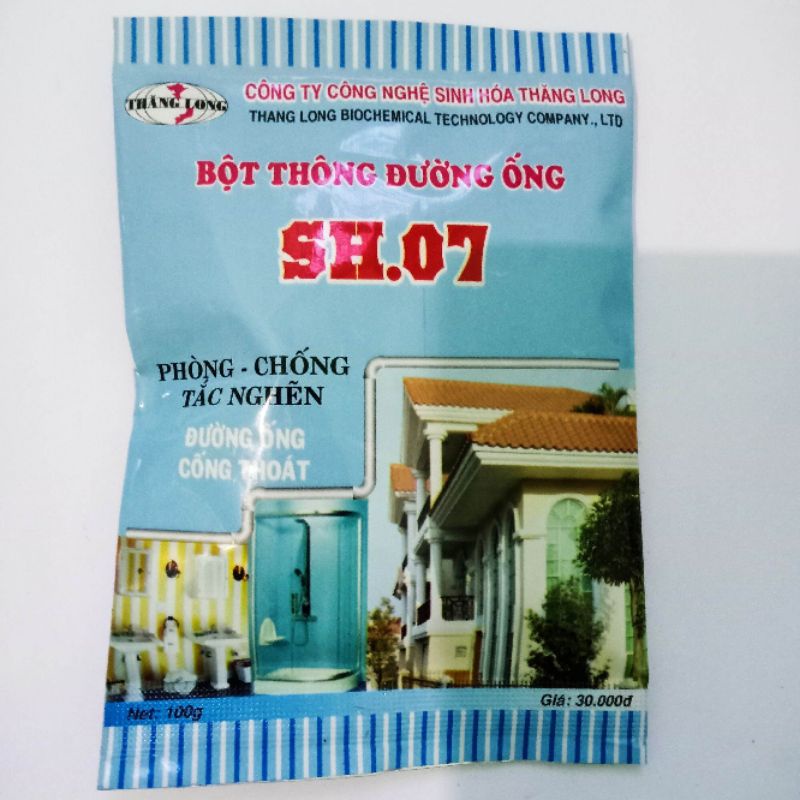 THĂNG LONG
CÔNG TY CÔNG NGHỆ SINH HÓA THĂNG LONG
THANG LONG BIOCHEMICAL TECHNOLOGY COMPANY., LTD
BỘT THÔNG ĐƯỜNG ỐNG
SH.07
PHÒNG - CHỐNG
TẮC NGHẼN
ĐƯỜNG ỐNG
CỐNG THOÁT
Net: 100g
Giá: 30.000đ